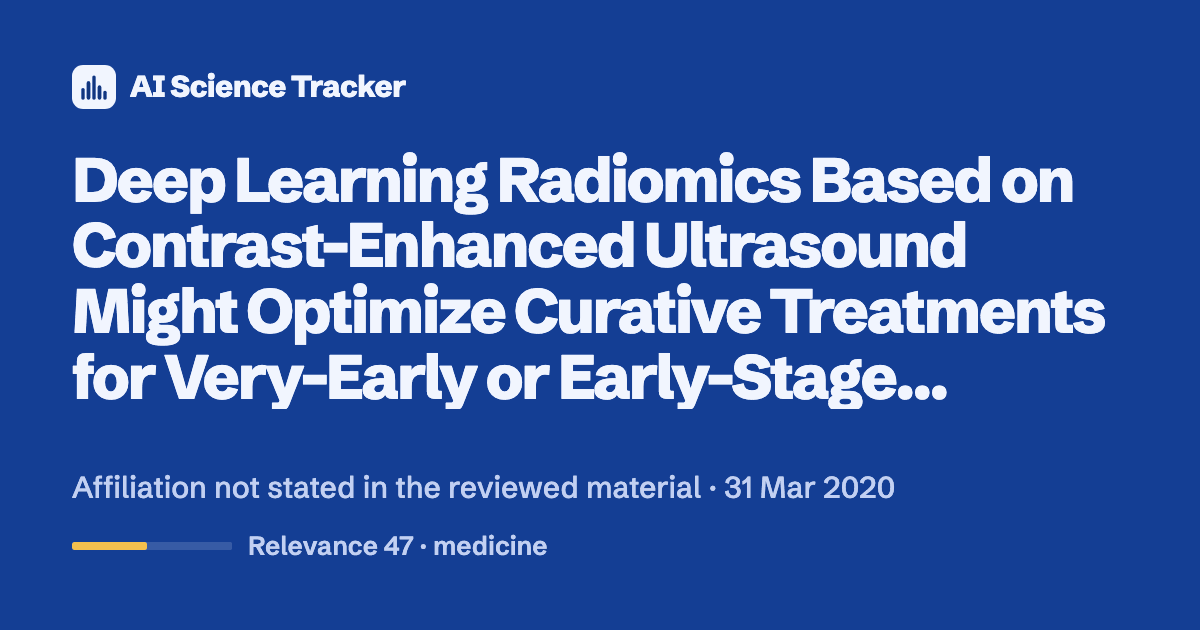 AI Science Tracker
Deep Learning Radiomics Based on
Contrast-Enhanced Ultrasound
Might Optimize Curative Treatments
for Very-Early or Early-Stage...
Affiliation not stated in the reviewed material · 31 Mar 2020
Relevance 47 · medicine